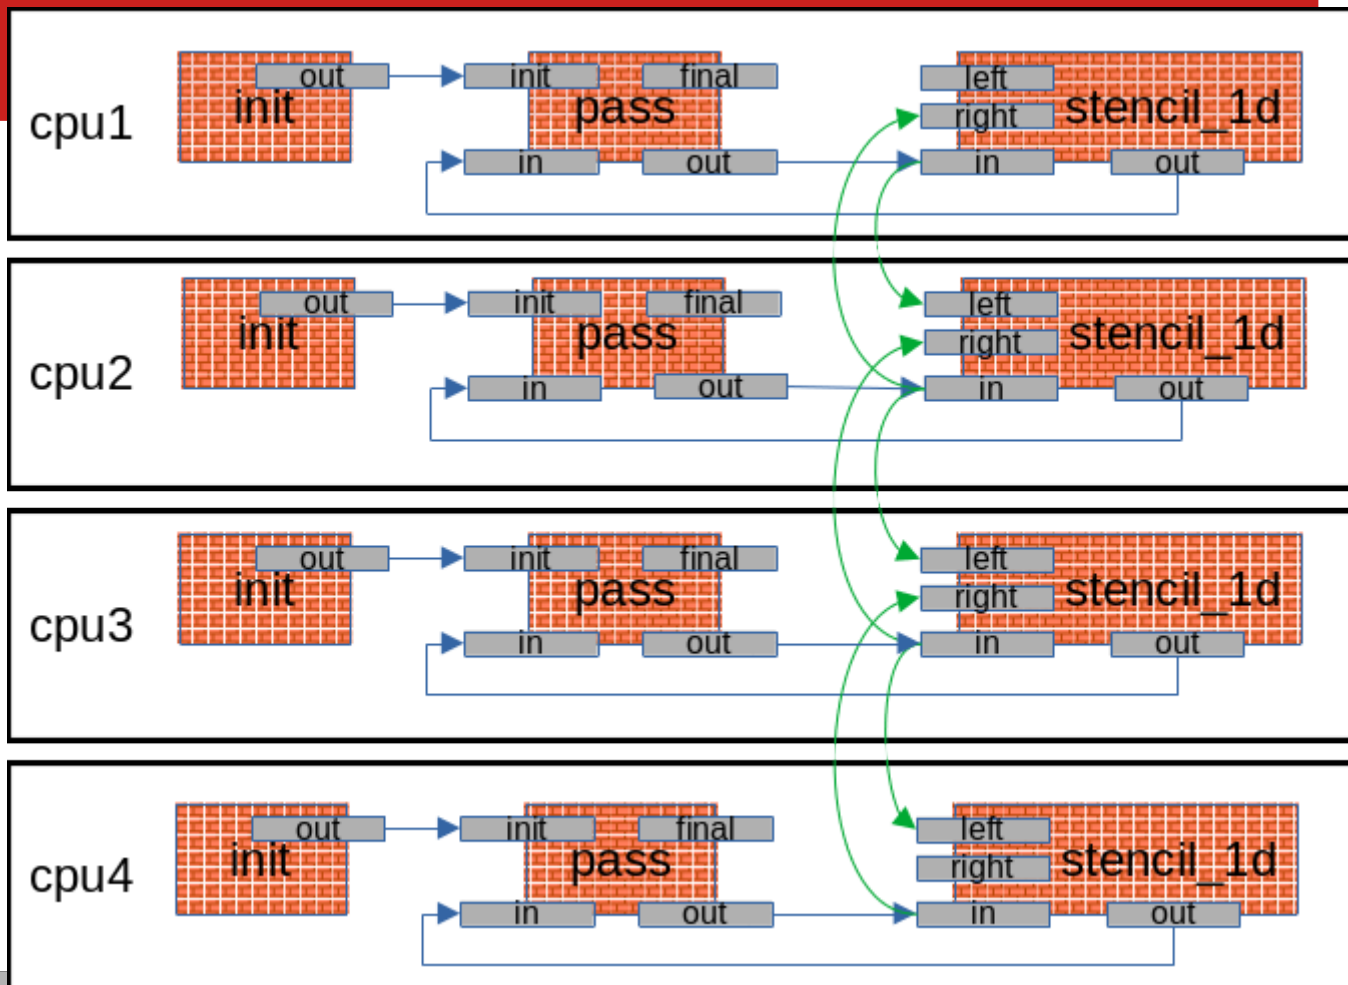 out init final left
cpu1 init pass right stencil_1d
in out in out
out init final left
cpu2 init pass right stencil_1d
in out in out
out init final left
cpu3 init pass right stencil_1d
in out in out
out init final left
cpu4 init pass right stencil_1d
in out in out